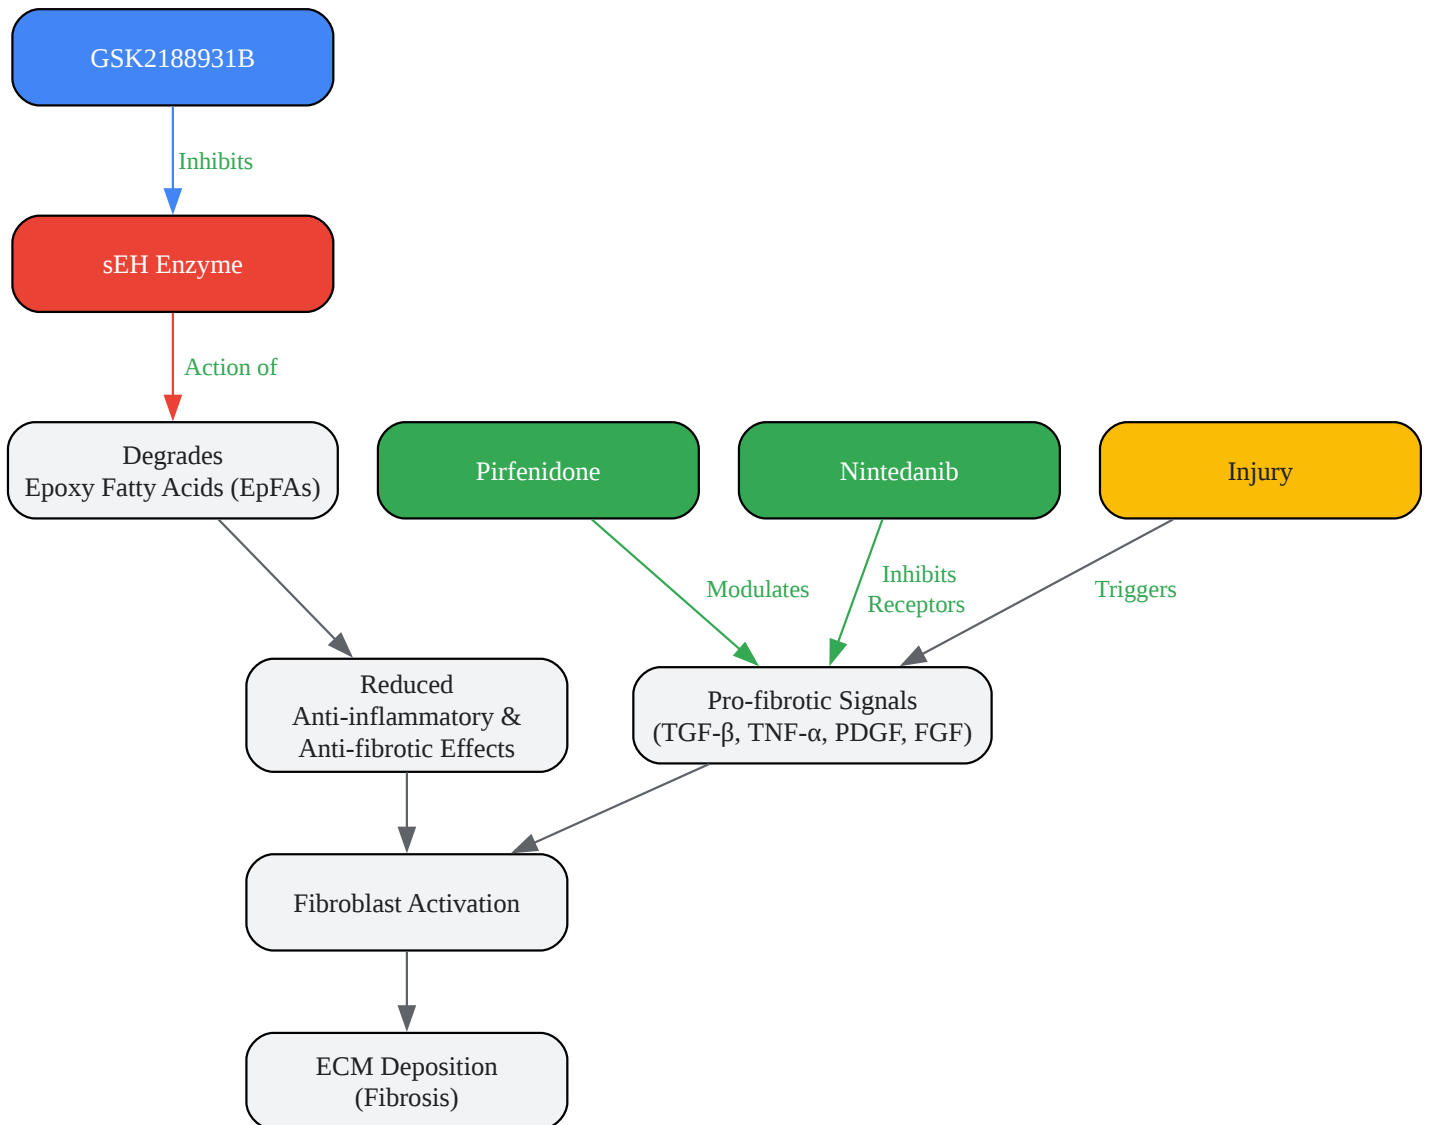 GSK2188931B
Inhibits
sEH Enzyme
Action of
Degrades
Epoxy Fatty Acids (EpFAs)
Pirfenidone
Nintedanib
Injury
Modulates
Inhibits
Receptors
Triggers
Reduced
Anti-inflammatory &
Anti-fibrotic Effects
Pro-fibrotic Signals
(TGF-β, TNF-α, PDGF, FGF)
Fibroblast Activation
ECM Deposition
(Fibrosis)